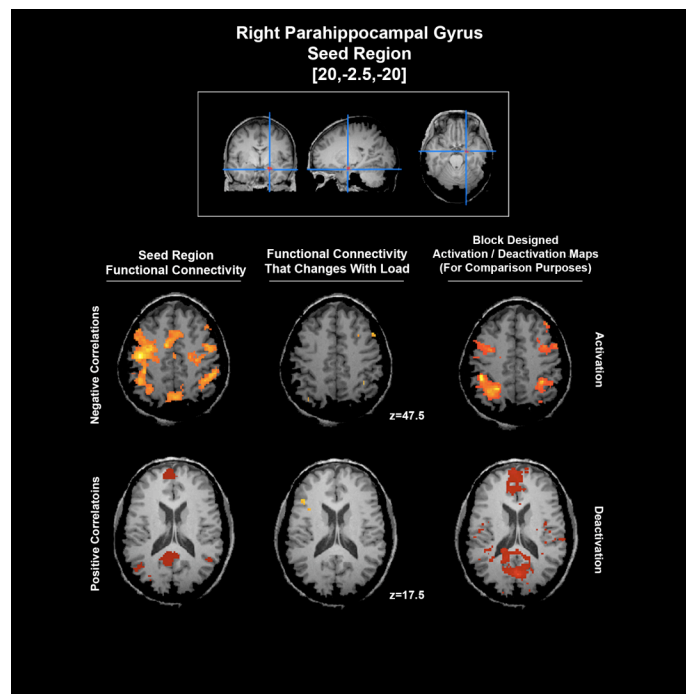 Right Parahippocampal Gyrus
Seed Region
[20,-2.5,-20]
Seed Region
Functional Connectivity
Functional Connectivity
That Changes With Load
Block Designed
Activation / Deactivation Maps
(For Comparison Purposes)
Negative Correlations
Activation
z=47.5
Positive Correlatoins
Deactivation
z=17.5